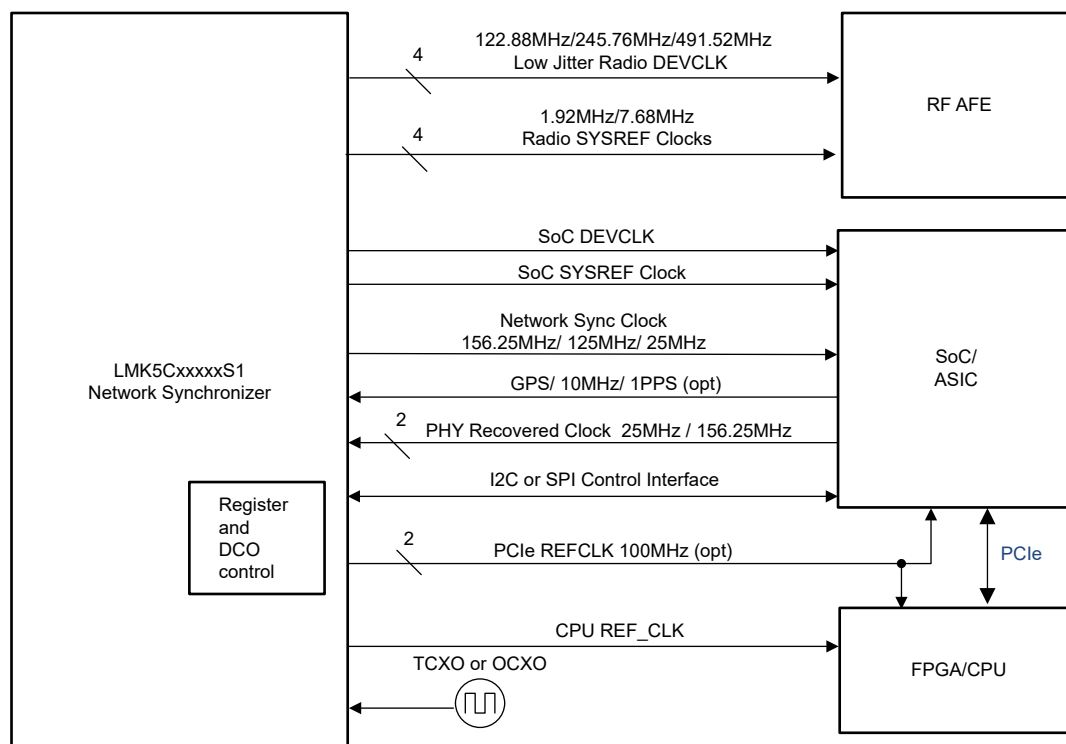 122.88MHz/245.76MHz/491.52MHz
4
Low Jitter Radio DEVCLK
RF AFE
1.92MHz/7.68MHz
4
Radio SYSREF Clocks
SoC DEVCLK
SoC SYSREF Clock
Network Sync Clock
156.25MHz/ 125MHz/ 25MHz
SoC/
ASIC
LMK5CxxxxxS1
Network Synchronizer
GPS/ 10MHz/ 1PPS (opt)
2
PHY Recovered Clock  25MHz / 156.25MHz
I2C or SPI Control Interface
Register
and
DCO
control
2
PCIe REFCLK 100MHz (opt)
PCIe
CPU REF_CLK
TCXO or OCXO
FPGA/CPU